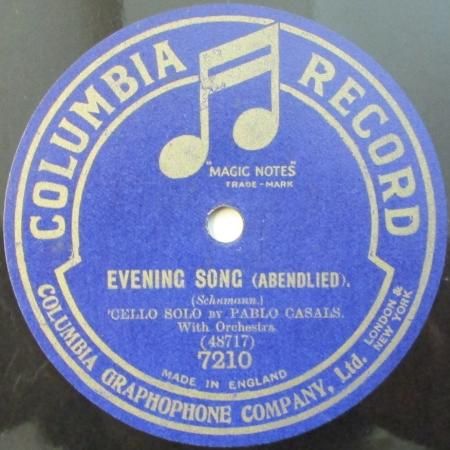 COLUMBIA RECORD
"MAGIC NOTES"
TRADE-MARK
EVENING SONG (ABENDLIED).
(Schumann.)
'CELLO SOLO BY PABLO CASALS.
With Orchestra.
(48717)
7210
MADE IN ENGLAND
COLUMBIA GRAPHOPHONE COMPANY, Ltd. LONDON & NEW YORK